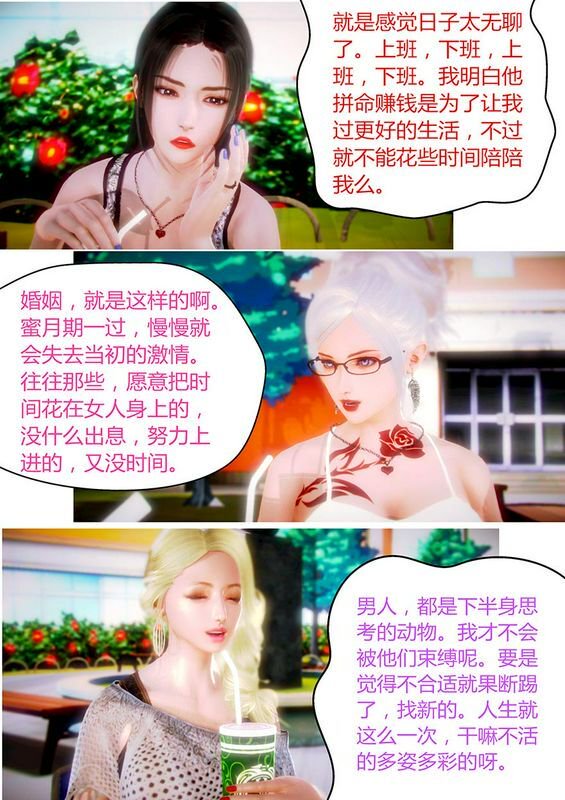 就是感觉日子太无聊
了。上班，下班，上
班，下班。我明白他
拼命赚钱是为了让我
过更好的生活，不过
就不能花些时间陪陪
我么。
婚姻，就是这样的啊。
蜜月期一过，慢慢就
会失去当初的激情。
往往那些，愿意把时
间花在女人身上的，
没什么出息，努力上
进的，又没时间。
男人，都是下半身思
考的动物。我才不会
被他们束缚呢。要是
觉得不合适就果断踢
了，找新的。人生就
这么一次，干嘛不活
的多姿多彩的呀。